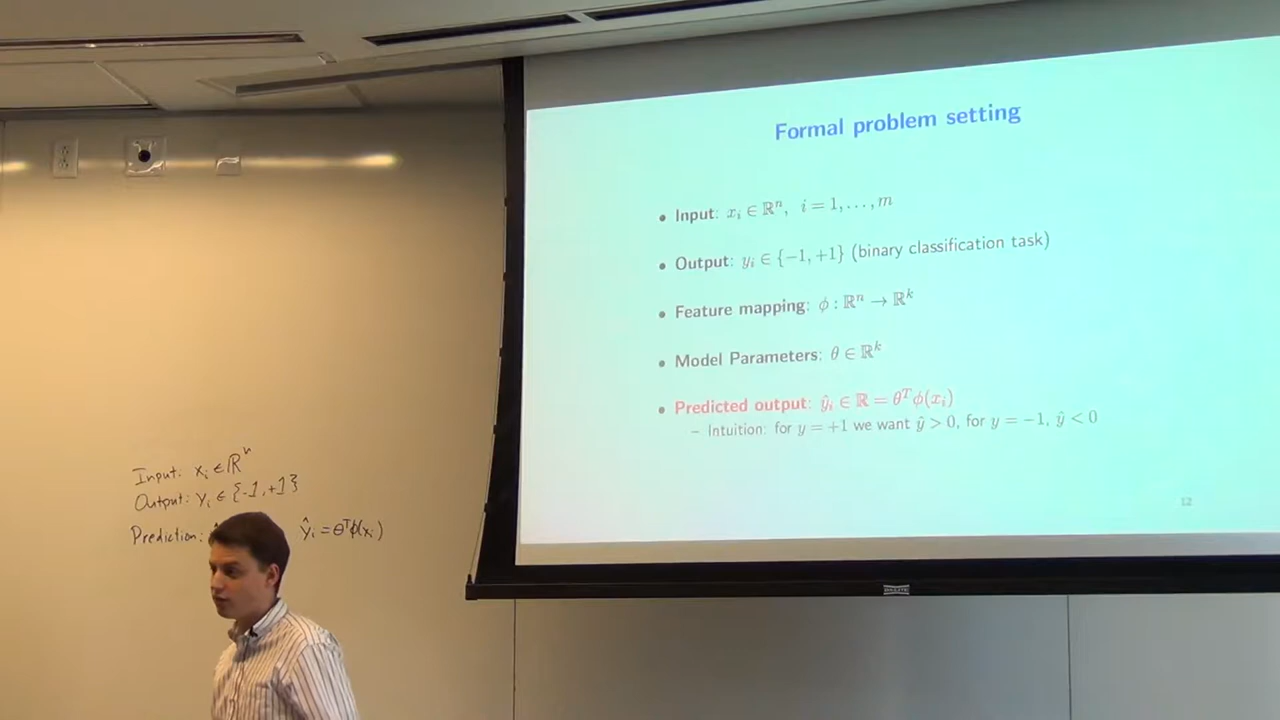 Formal problem setting
• Input: xᵢ ∈ ℝⁿ, i = 1, . . . , m
• Output: yᵢ ∈ {−1, +1} (binary classification task)
• Feature mapping: ϕ : ℝⁿ → ℝᵏ
• Model Parameters: θ ∈ ℝᵏ
• Predicted output: ŷᵢ ∈ ℝ = θᵀϕ(xᵢ)
– Intuition: for y = +1 we want ŷ > 0, for y = −1, ŷ < 0
12
Input: xᵢ ∈ ℝⁿ
Output: yᵢ ∈ {-1, +1}
Prediction: ŷᵢ = θᵀϕ(xᵢ)